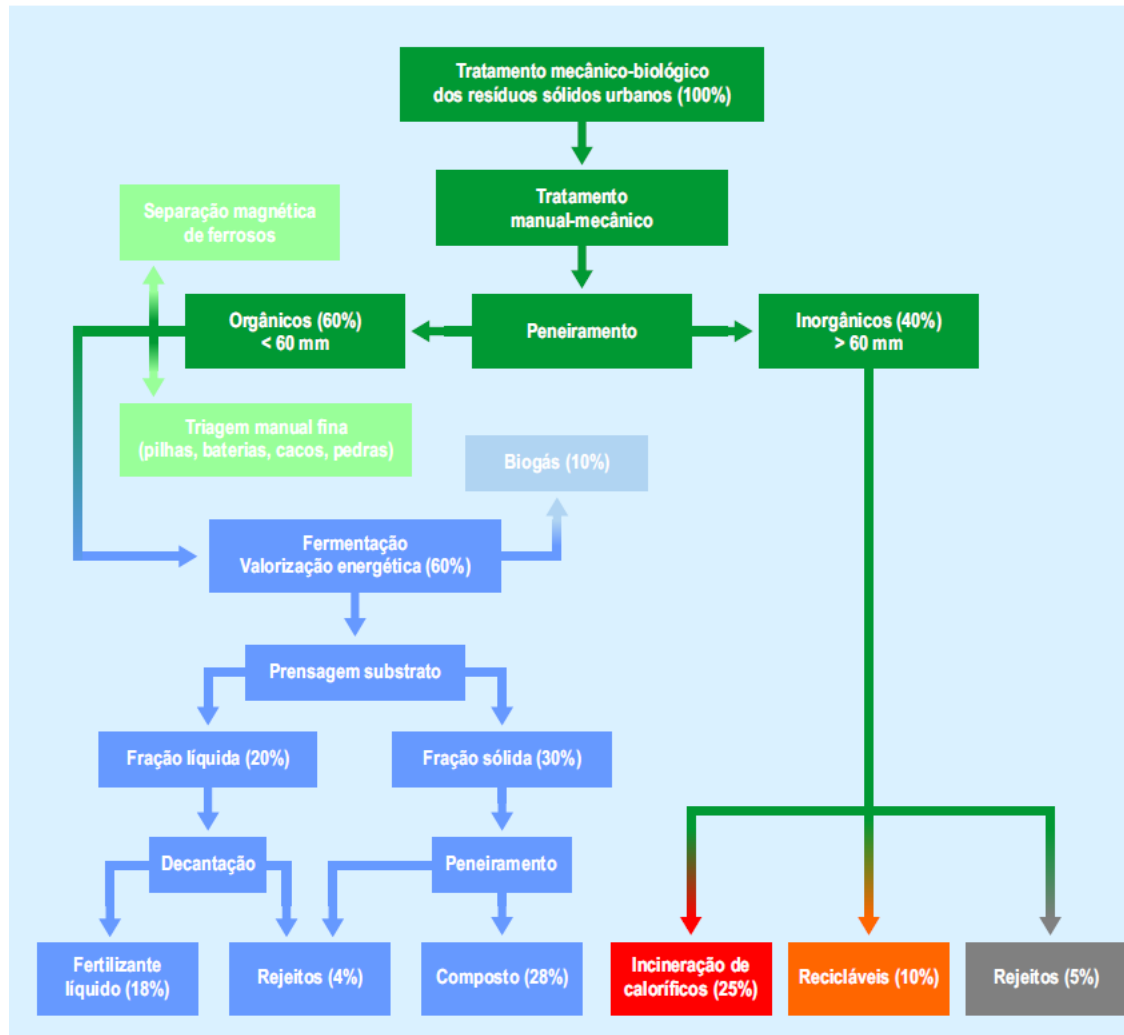 Tratamento mecânico-biológico
dos resíduos sólidos urbanos (100%)
Tratamento
manual-mecânico
Separação magnética
de ferrosos
Orgânicos (60%)
< 60 mm
Peneiramento
Inorgânicos (40%)
> 60 mm
Triagem manual fina
(pilhas, baterias, cacos, pedras)
Biogás (10%)
Fermentação
Valorização energética (60%)
Prensagem substrato
Fração líquida (20%)
Fração sólida (30%)
Decantação
Peneiramento
Fertilizante
líquido (18%)
Rejeitos (4%)
Composto (28%)
Incineração de
caloríficos (25%)
Recicláveis (10%)
Rejeitos (5%)